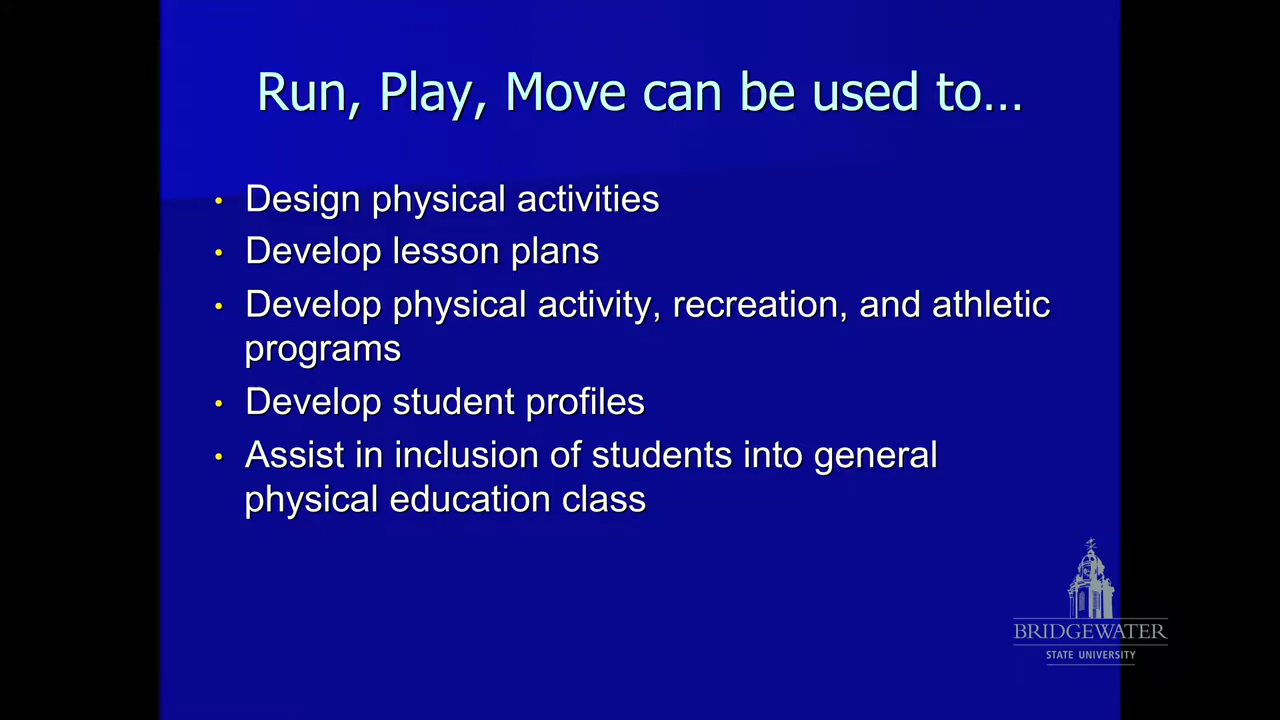 Run, Play, Move can be used to…
• Design physical activities
• Develop lesson plans
• Develop physical activity, recreation, and athletic
programs
• Develop student profiles
• Assist in inclusion of students into general
physical education class
BRIDGEWATER
STATE UNIVERSITY